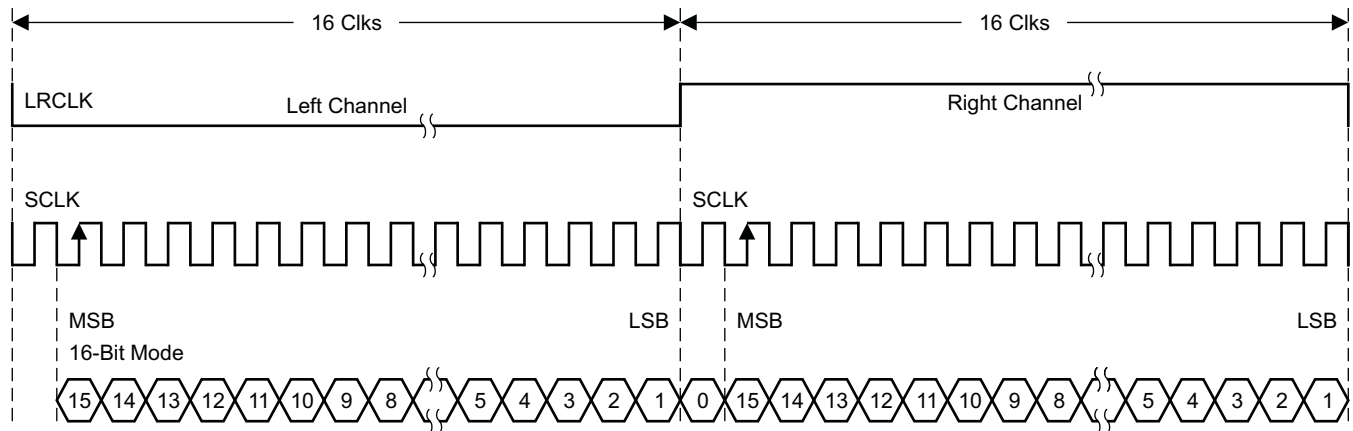 16 Clks 16 Clks
LRCLK Left Channel Right Channel
SCLK SCLK
MSB LSB MSB LSB
16-Bit Mode
15 14 13 12 11 10 9 8 5 4 3 2 1 0 15 14 13 12 11 10 9 8 5 4 3 2 1